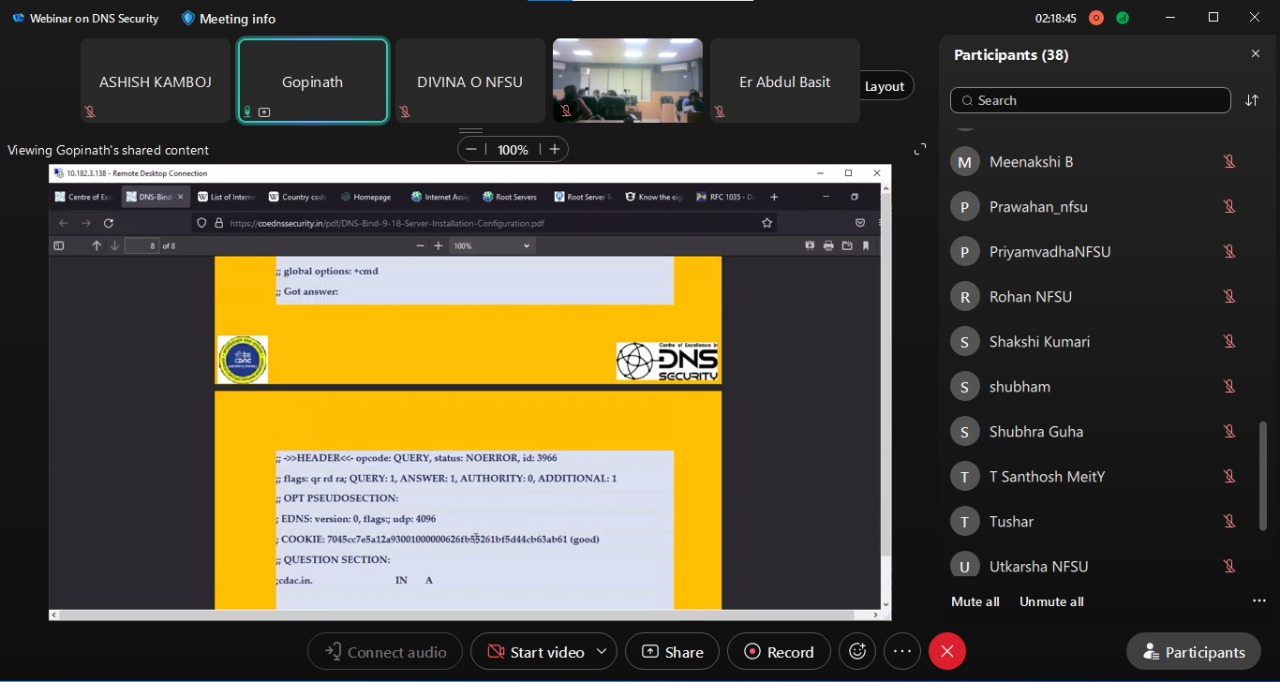 Webinar on DNS Security
Meeting info
02:18:45
ASHISH KAMBOJ
Gopinath
DIVINA O NFSU
Er Abdul Basit
Layout
Viewing Gopinath's shared content
100%
10.182.3.138 - Remote Desktop Connection
Centre of Ex
DNS-Bind
List of Intern
Country cod
Homepage
Internet Assig
Root Servers
Root Server T
Know the eig
RFC 1035 - D
https://coednssecurity.in/pdf/DNS-Bind-9-18-Server-Installation-Configuration.pdf
8 of 8
100%
;; global options: +cmd
;; Got answer:
Centre of Excellence in
DNS
SECURITY
;; ->>HEADER<<- opcode: QUERY, status: NOERROR, id: 3966
;; flags: qr rd ra; QUERY: 1, ANSWER: 1, AUTHORITY: 0, ADDITIONAL: 1
;; OPT PSEUDOSECTION:
; EDNS: version: 0, flags:; udp: 4096
; COOKIE: 7045cc7e5a12a93001000000626fb55261bf5d44cb63ab61 (good)
;; QUESTION SECTION:
;cdac.in. IN A
Participants (38)
Search
M Meenakshi B
P Prawahan_nfsu
P PriyamvadhaNFSU
R Rohan NFSU
S Shakshi Kumari
S shubham
S Shubhra Guha
T T Santhosh MeitY
T Tushar
U Utkarsha NFSU
Mute all Unmute all
Connect audio
Start video
Share
Record
Participants